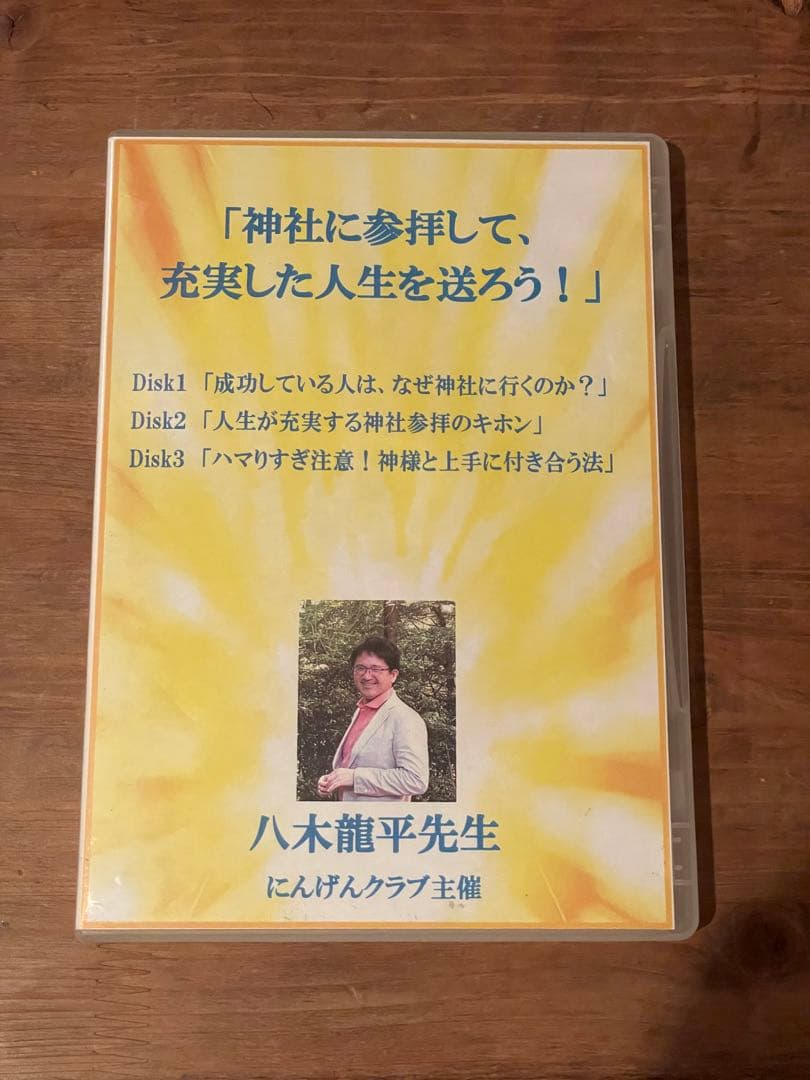 「神社に参拝して、
充実した人生を送ろう！」
Disk1 「成功している人は、なぜ神社に行くのか？」
Disk2 「人生が充実する神社参拝のキホン」
Disk3 「ハマりすぎ注意！神様と上手に付き合う法」
八木龍平先生
にんげんクラブ主催